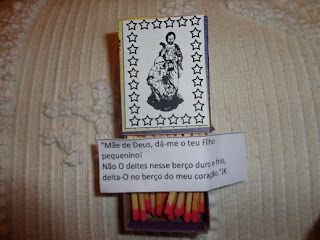 "Mãe de Deus, dá-me o teu Filho
pequenino!
Não O deites nesse berço duro e frio,
deita-O no berço do meu coração."JK